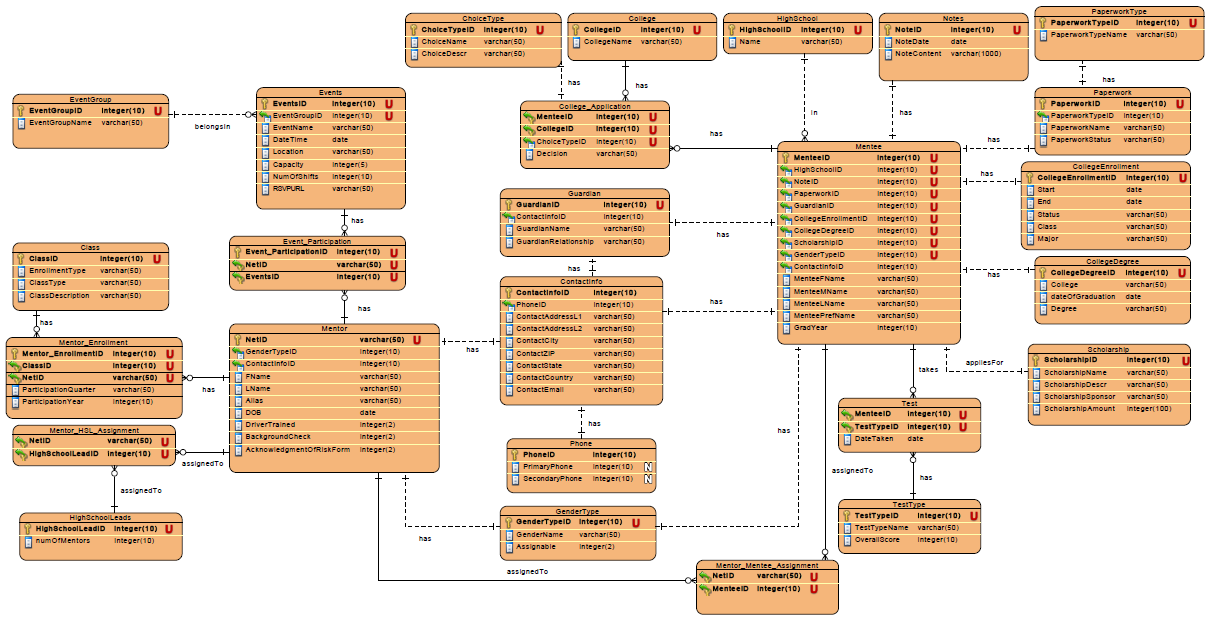 ChoiceType
ChoiceTypeID Integer(10) U
ChoiceName varchar(50)
ChoiceDescr varchar(50)
College
CollegeID Integer(10) U
CollegeName varchar(50)
HighSchool
HighSchoolID Integer(10) U
Name varchar(50)
Notes
NoteID Integer(10) U
NoteDate date
NoteContent varchar(1000)
PaperworkType
PaperworkTypeID Integer(10) U
PaperworkTypeName varchar(50)
has
has
in
has
has
EventGroup
EventGroupID Integer(10) U
EventGroupName varchar(50)
belongsIn
Events
EventsID Integer(10) U
EventGroupID Integer(10) U
EventName varchar(50)
DateTime date
Location varchar(50)
Capacity Integer(5)
NumOfShifts Integer(10)
RSVPURL varchar(50)
has
College_Application
MenteeID Integer(10) U
CollegeID Integer(10) U
ChoiceTypeID Integer(10) U
Decision varchar(50)
has
Paperwork
PaperworkID Integer(10) U
PaperworkTypeID Integer(10)
PaperworkName varchar(50)
PaperworkStatus varchar(50)
has
Mentee
MenteeID Integer(10) U
HighSchoolID Integer(10) U
NoteID Integer(10) U
PaperworkID Integer(10) U
GuardianID Integer(10) U
CollegeEnrollmentID Integer(10) U
CollegeDegreeID Integer(10) U
ScholarshipID Integer(10) U
GenderTypeID Integer(10) U
ContactInfoID Integer(10)
MenteeFName varchar(50)
MenteeMName varchar(50)
MenteeLName varchar(50)
MenteePrefName varchar(50)
GradYear Integer(10)
CollegeEnrollment
CollegeEnrollmentID Integer(10) U
Start date
End date
Status varchar(50)
Class varchar(50)
Major varchar(50)
has
Guardian
GuardianID Integer(10) U
ContactInfoID Integer(10)
GuardianName varchar(50)
GuardianRelationship varchar(50)
has
has
Event_Participation
Event_ParticipationID Integer(10) U
NetID varchar(50) U
EventsID Integer(10) U
has
Class
ClassID Integer(10) U
EnrollmentType varchar(50)
ClassType varchar(50)
ClassDescription varchar(50)
has
CollegeDegree
CollegeDegreeID Integer(10) U
College varchar(50)
dateOfGraduation date
Degree varchar(50)
has
ContactInfo
ContactInfoID Integer(10)
PhoneID Integer(10)
ContactAddressL1 varchar(50)
ContactAddressL2 varchar(50)
ContactCity varchar(50)
ContactZIP varchar(50)
ContactState varchar(50)
ContactCountry varchar(50)
ContactEmail varchar(50)
has
has
has
Mentor
NetID varchar(50) U
GenderTypeID Integer(10)
ContactInfoID Integer(10)
FName varchar(50)
LName varchar(50)
Alias varchar(50)
DOB date
DriverTrained Integer(2)
BackgroundCheck Integer(2)
AcknowledgmentOfRiskForm Integer(2)
Mentor_Enrollment
Mentor_EnrollmentID Integer(10) U
ClassID Integer(10) U
NetID varchar(50) U
ParticipationQuarter varchar(50)
ParticipationYear Integer(10)
has
Scholarship
ScholarshipID Integer(10) U
ScholarshipName varchar(50)
ScholarshipDescr varchar(50)
ScholarshipSponsor varchar(50)
ScholarshipAmount Integer(100)
appliesFor
takes
Test
MenteeID Integer(10) U
TestTypeID Integer(10) U
DateTaken date
Mentor_HSL_Assignment
NetID varchar(50) U
HighSchoolLeadID Integer(10) U
assignedTo
assignedTo
Phone
PhoneID Integer(10)
PrimaryPhone Integer(10) N
SecondaryPhone Integer(10) N
has
assignedTo
has
HighSchoolLeads
HighSchoolLeadID Integer(10) U
numOfMentors Integer(10)
GenderType
GenderTypeID Integer(10) U
GenderName varchar(50)
Assignable Integer(2)
has
TestType
TestTypeID Integer(10) U
TestTypeName varchar(50)
OverallScore Integer(10)
assignedTo
Mentor_Mentee_Assignment
NetID varchar(50) U
MenteeID Integer(10) U